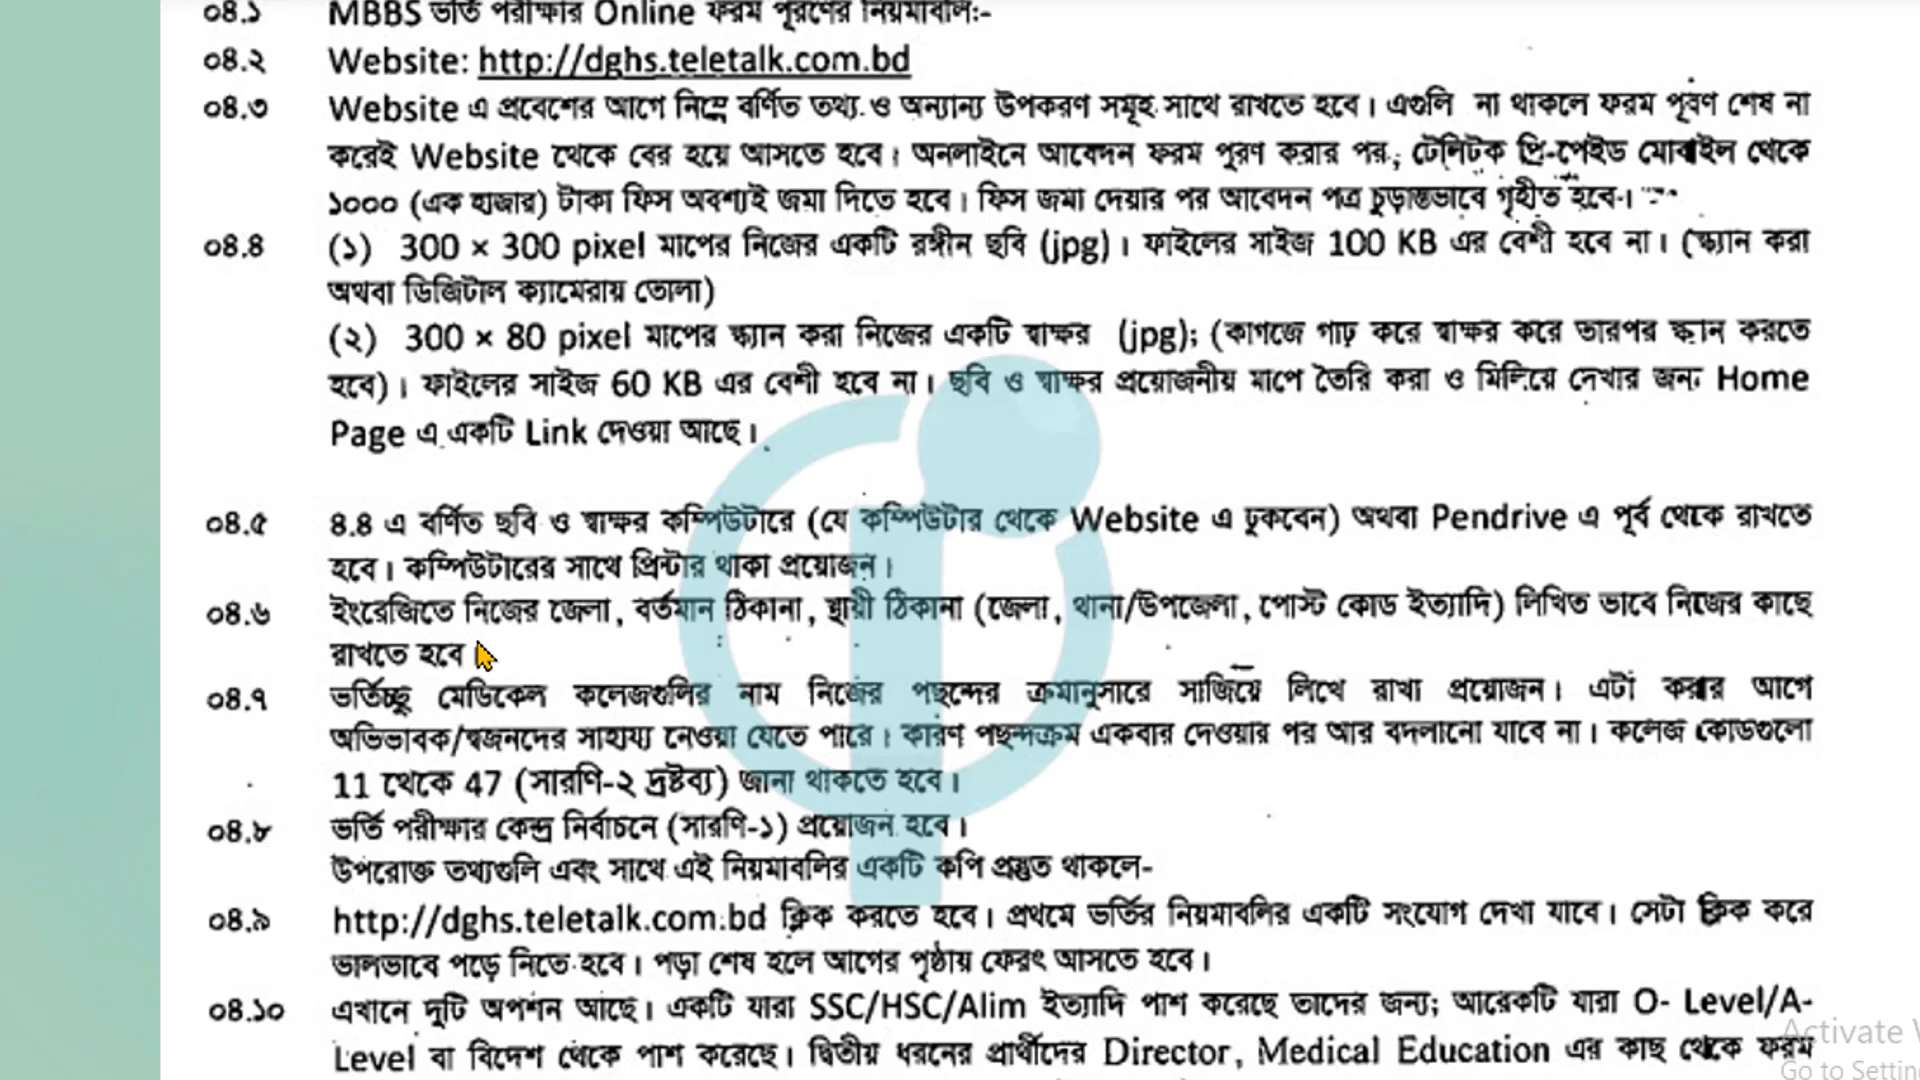 ০৪.১ MBBS ভর্তি পরীক্ষার Online ফরম পূরণের নিয়মাবলি:-
০৪.২ Website: http://dghs.teletalk.com.bd
০৪.৩ Website এ প্রবেশের আগে নিম্নে বর্ণিত তথ্য ও অন্যান্য উপকরণ সমূহ সাথে রাখতে হবে। এগুলি না থাকলে ফরম পূরণ শেষ না
করেই Website থেকে বের হয়ে আসতে হবে। অনলাইনে আবেদন ফরম পূরণ করার পর, টেলিটক প্রি-পেইড মোবাইল থেকে
১০০০ (এক হাজার) টাকা ফিস অবশ্যই জমা দিতে হবে। ফিস জমা দেয়ার পর আবেদন পত্র চুড়ান্তভাবে গৃহীত হবে।
০৪.৪ (১) 300 × 300 pixel মাপের নিজের একটি রঙ্গীন ছবি (jpg)। ফাইলের সাইজ 100 KB এর বেশী হবে না। (স্ক্যান করা
অথবা ডিজিটাল ক্যামেরায় তোলা)
(২) 300 × 80 pixel মাপের স্ক্যান করা নিজের একটি স্বাক্ষর (jpg); (কাগজে গাঢ় করে স্বাক্ষর করে তারপর স্কান করতে
হবে)। ফাইলের সাইজ 60 KB এর বেশী হবে না। ছবি ও স্বাক্ষর প্রয়োজনীয় মাপে তৈরি করা ও মিলিয়ে দেখার জন্য Home
Page এ একটি Link দেওয়া আছে।
০৪.৫ ৪.৪ এ বর্ণিত ছবি ও স্বাক্ষর কম্পিউটারে (যে কম্পিউটার থেকে Website এ ঢুকবেন) অথবা Pendrive এ পূর্ব থেকে রাখতে
হবে। কম্পিউটারের সাথে প্রিন্টার থাকা প্রয়োজন।
০৪.৬ ইংরেজিতে নিজের জেলা, বর্তমান ঠিকানা, স্থায়ী ঠিকানা (জেলা, থানা/উপজেলা, পোস্ট কোড ইত্যাদি) লিখিত ভাবে নিজের কাছে
রাখতে হবে।
০৪.৭ ভর্তিচ্ছু মেডিকেল কলেজগুলির নাম নিজের পছন্দের ক্রমানুসারে সাজিয়ে লিখে রাখা প্রয়োজন। এটা করার আগে
অভিভাবক/স্বজনদের সাহায্য নেওয়া যেতে পারে। কারণ পছন্দক্রম একবার দেওয়ার পর আর বদলানো যাবে না। কলেজ কোডগুলো
11 থেকে 47 (সারণি-২ দ্রষ্টব্য) জানা থাকতে হবে।
০৪.৮ ভর্তি পরীক্ষার কেন্দ্র নির্বাচনে (সারণি-১) প্রয়োজন হবে।
উপরোক্ত তথ্যগুলি এবং সাথে এই নিয়মাবলির একটি কপি প্রস্তুত থাকলে-
০৪.৯ http://dghs.teletalk.com.bd ক্লিক করতে হবে। প্রথমে ভর্তির নিয়মাবলির একটি সংযোগ দেখা যাবে। সেটা ক্লিক করে
ভালভাবে পড়ে নিতে হবে। পড়া শেষ হলে আগের পৃষ্ঠায় ফেরৎ আসতে হবে।
০৪.১০ এখানে দুটি অপশন আছে। একটি যারা SSC/HSC/Alim ইত্যাদি পাশ করেছে তাদের জন্য; আরেকটি যারা O- Level/A-
Level বা বিদেশ থেকে পাশ করেছে। দ্বিতীয় ধরনের প্রার্থীদের Director, Medical Education এর কাছ থেকে ফরম
Activate
Go to Settin